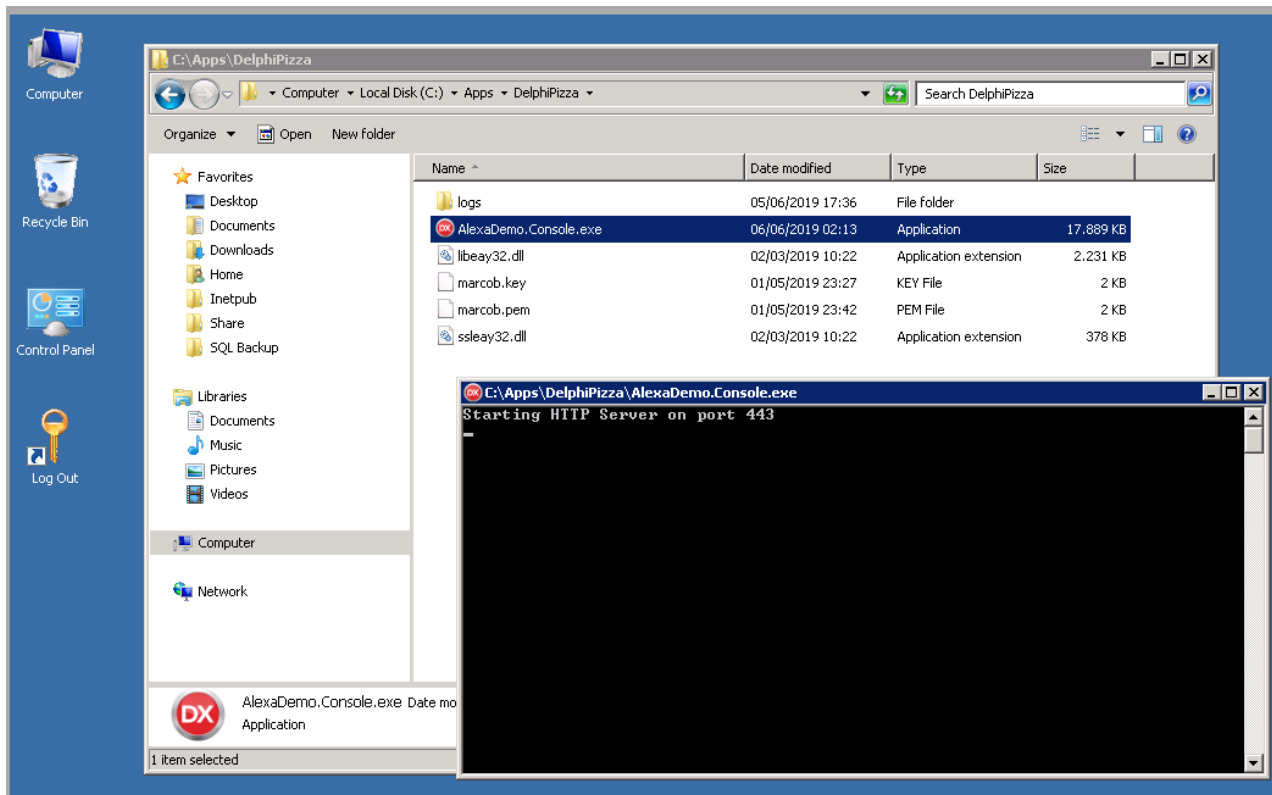 Computer
Recycle Bin
Control Panel
Log Out
C:\Apps\DelphiPizza
Computer Local Disk (C:) Apps DelphiPizza
Search DelphiPizza
Organize Open New folder
Favorites
Desktop
Documents
Downloads
Home
Inetpub
Share
SQL Backup
Libraries
Documents
Music
Pictures
Videos
Computer
Network
Name Date modified Type Size
logs 05/06/2019 17:36 File folder
AlexaDemo.Console.exe 06/06/2019 02:13 Application 17.889 KB
libeay32.dll 02/03/2019 10:22 Application extension 2.231 KB
marcob.key 01/05/2019 23:27 KEY File 2 KB
marcob.pem 01/05/2019 23:42 PEM File 2 KB
ssleay32.dll 02/03/2019 10:22 Application extension 378 KB
C:\Apps\DelphiPizza\AlexaDemo.Console.exe
Starting HTTP Server on port 443
DX
AlexaDemo.Console.exe Date mo
Application
1 item selected